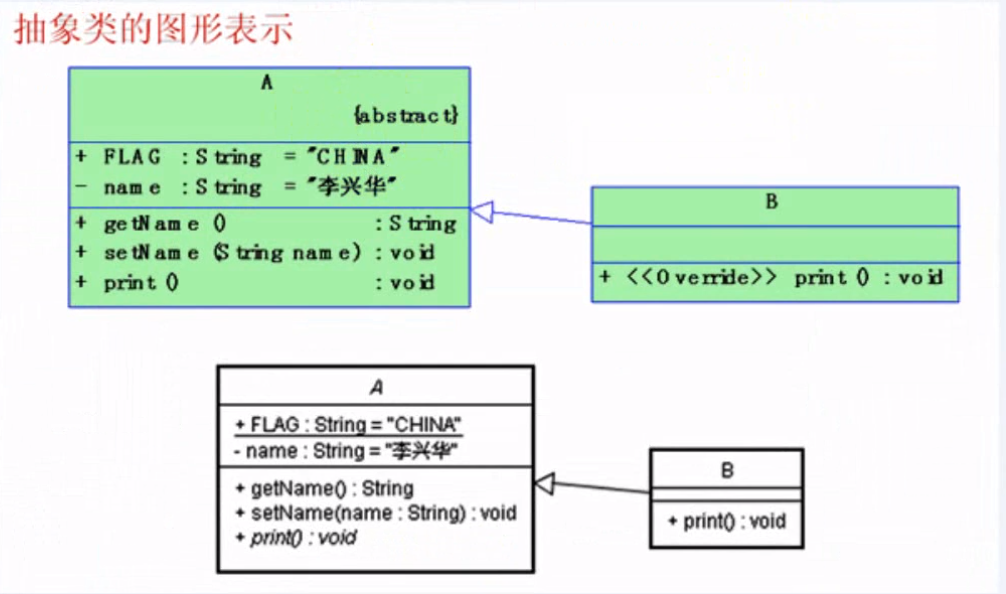 抽象类的图形表示
A
{abstract}
+ FLAG : String = "CHINA"
- name : String = "李兴华"
+ getName () : String
+ setName (String name) : void
+ print () : void
B
+ <<Override>> print () : void
A
+ FLAG : String = "CHINA"
- name : String = "李兴华"
+ getName() : String
+ setName(name : String) : void
+ print() : void
B
+ print() : void